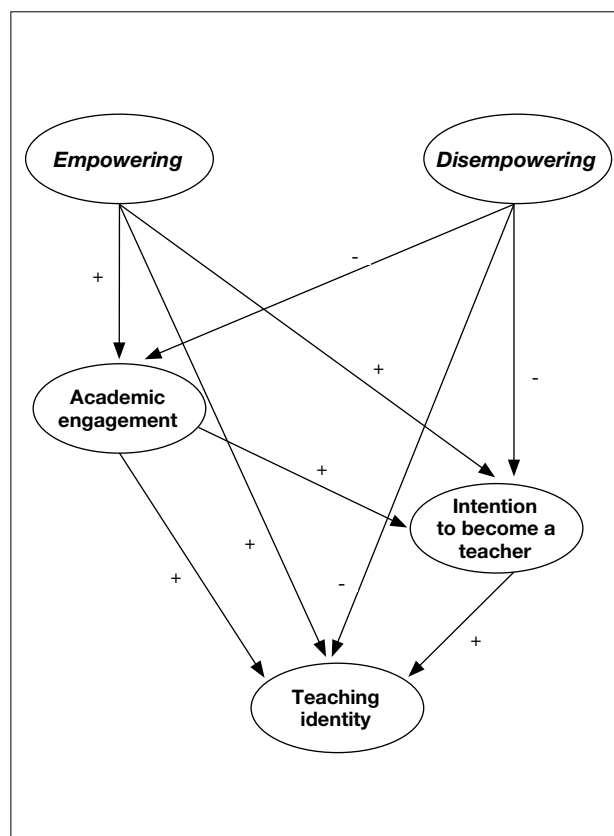 Empowering
Disempowering
-
+
+
-
Academic
engagement
+
Intention
to become a
teacher
+
+
-
+
Teaching
identity